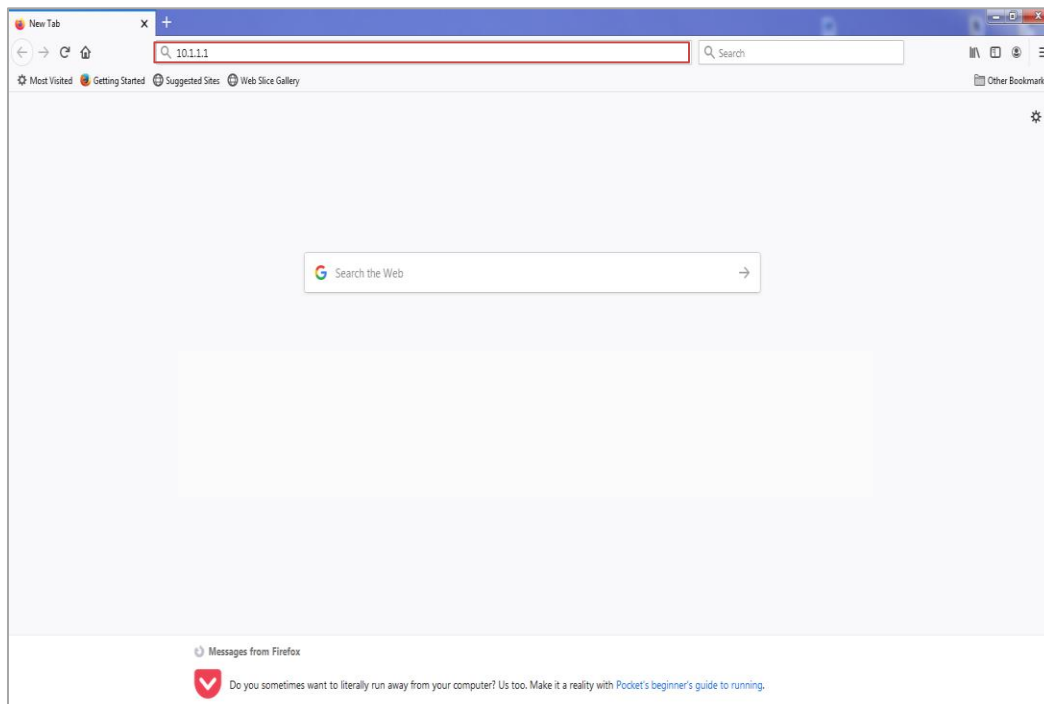 New Tab
10.1.1.1
Search
Most Visited Getting Started Suggested Sites Web Slice Gallery Other Bookmark
Search the Web
Messages from Firefox
Do you sometimes want to literally run away from your computer? Us too. Make it a reality with Pocket's beginner's guide to running.